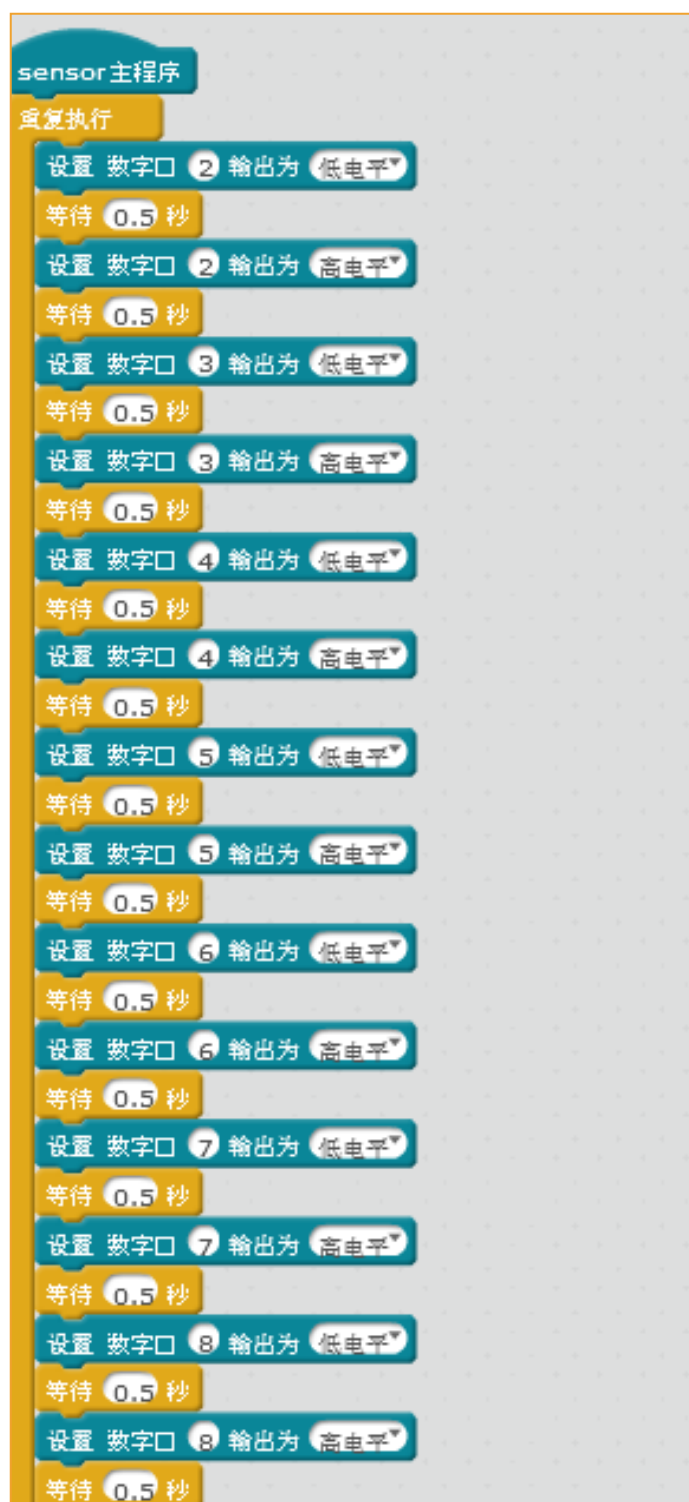 sensor主程序
重复执行
设置 数字口 2 输出为 低电平
等待 0.5 秒
设置 数字口 2 输出为 高电平
等待 0.5 秒
设置 数字口 3 输出为 低电平
等待 0.5 秒
设置 数字口 3 输出为 高电平
等待 0.5 秒
设置 数字口 4 输出为 低电平
等待 0.5 秒
设置 数字口 4 输出为 高电平
等待 0.5 秒
设置 数字口 5 输出为 低电平
等待 0.5 秒
设置 数字口 5 输出为 高电平
等待 0.5 秒
设置 数字口 6 输出为 低电平
等待 0.5 秒
设置 数字口 6 输出为 高电平
等待 0.5 秒
设置 数字口 7 输出为 低电平
等待 0.5 秒
设置 数字口 7 输出为 高电平
等待 0.5 秒
设置 数字口 8 输出为 低电平
等待 0.5 秒
设置 数字口 8 输出为 高电平
等待 0.5 秒